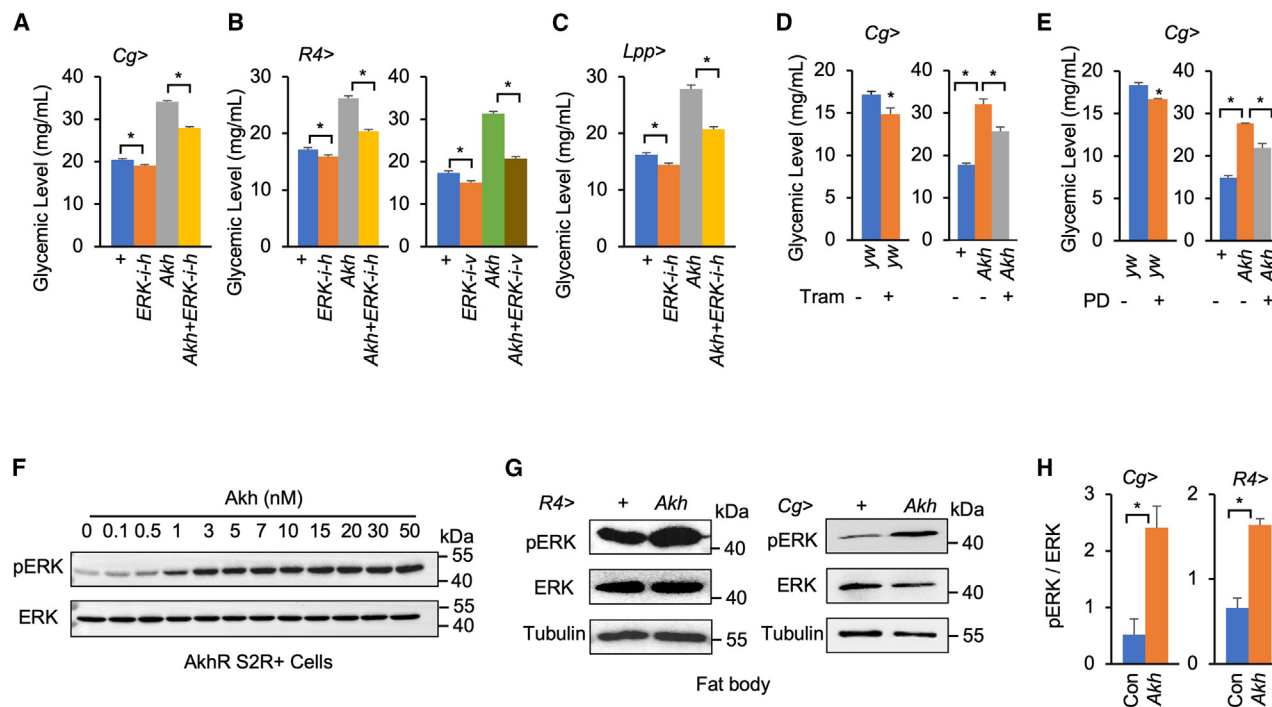 A
Cg>
Glycemic Level (mg/mL)
40
30
20
10
0
*
*
+
ERK-i-h
Akh
Akh+ERK-i-h
B
R4>
Glycemic Level (mg/mL)
30
20
10
0
*
*
+
ERK-i-h
Akh
Akh+ERK-i-h
40
30
20
10
0
*
*
+
ERK-i-v
Akh
Akh+ERK-i-v
C
Lpp>
Glycemic Level (mg/mL)
30
20
10
0
*
*
+
ERK-i-h
Akh
Akh+ERK-i-h
D
Cg>
Glycemic Level (mg/mL)
20
15
10
5
0
*
yw
yw
40
30
20
10
0
* *
+
Akh
Akh
Tram - + - - +
E
Cg>
Glycemic Level (mg/mL)
20
15
10
5
0
*
yw
yw
40
30
20
10
0
* *
+
Akh
Akh
PD - + - - +
F
Akh (nM)
0 0.1 0.5 1 3 5 7 10 15 20 30 50 kDa
pERK
55
40
ERK
55
40
AkhR S2R+ Cells
G
R4> + Akh kDa
pERK 40
ERK 40
Tubulin 55
Cg> + Akh kDa
pERK 40
ERK 40
Tubulin 55
Fat body
H
Cg>
pERK / ERK
3
2
1
0
*
Con
Akh
R4>
2
1
0
*
Con
Akh